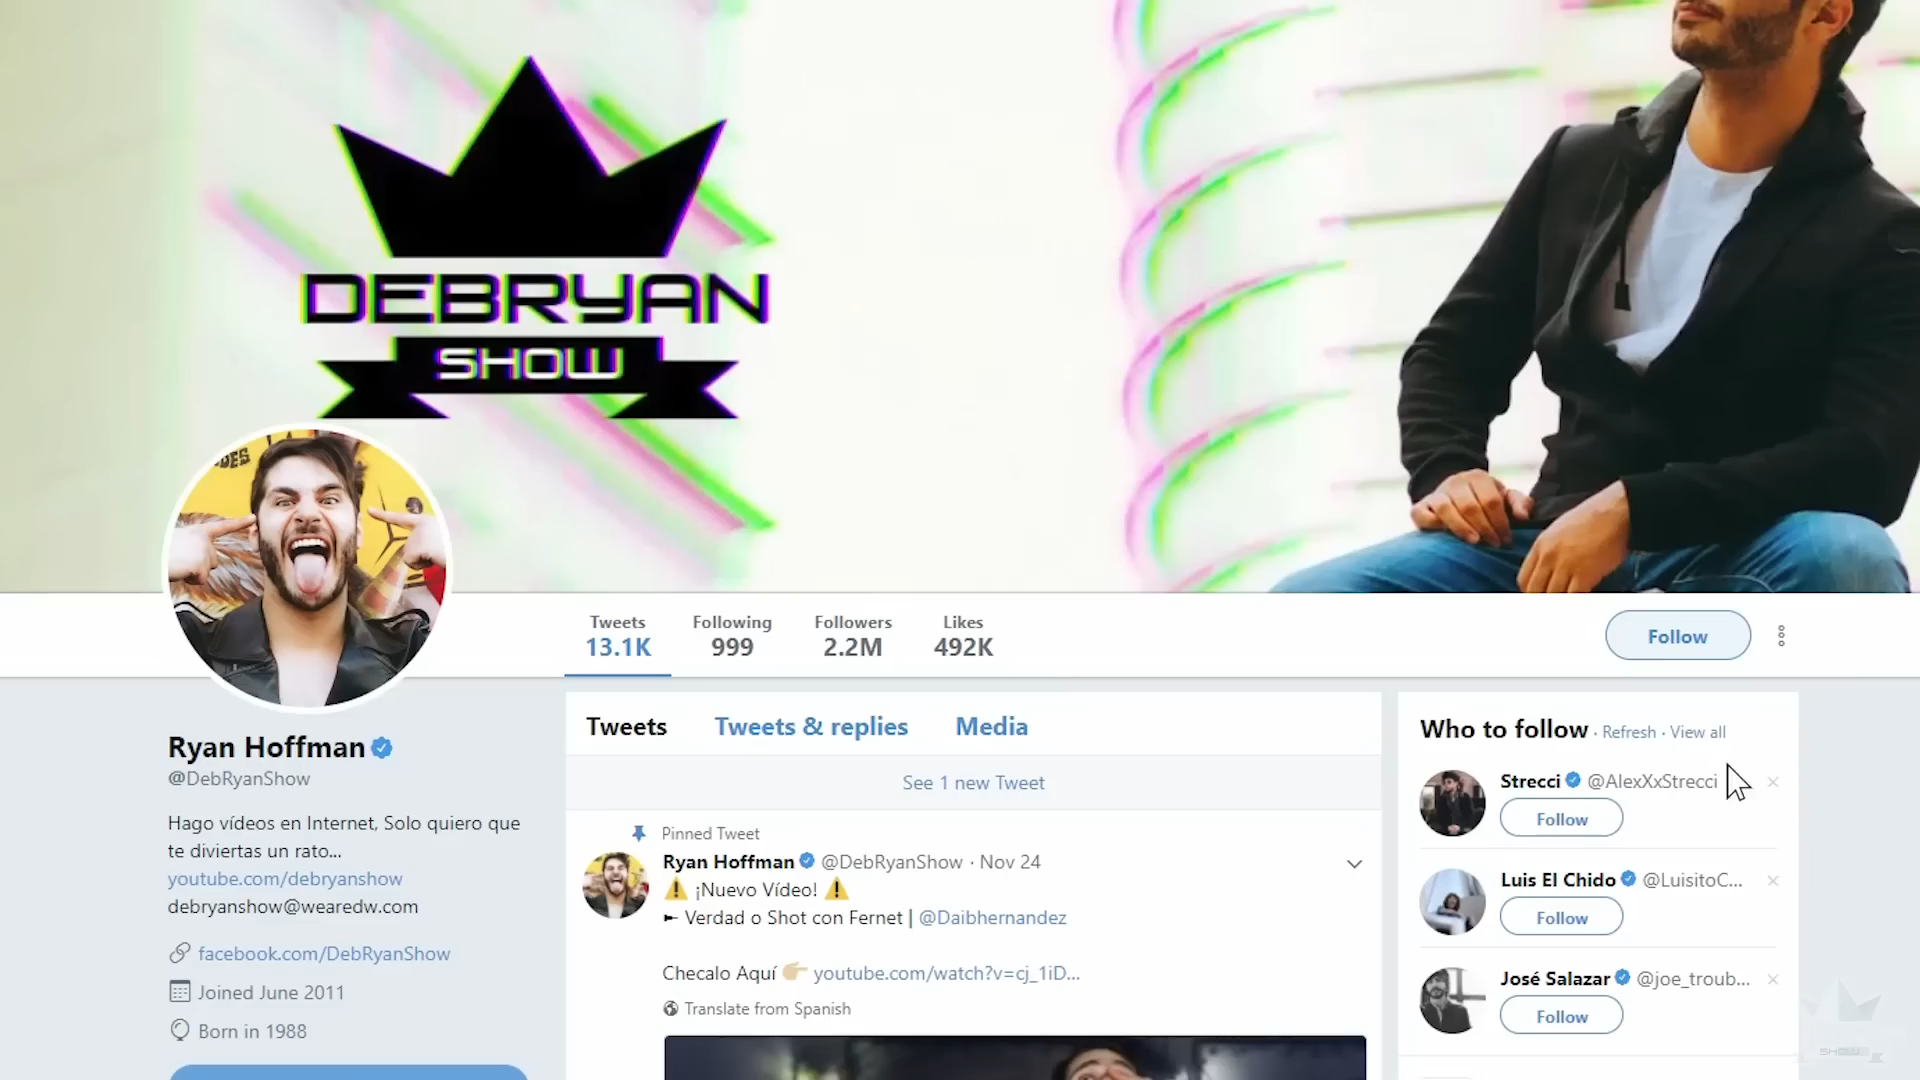 DEBRYAN
SHOW
Tweets
13.1K
Following
999
Followers
2.2M
Likes
492K
Follow
Ryan Hoffman
@DebRyanShow
Hago vídeos en Internet, Solo quiero que
te diviertas un rato...
youtube.com/debryanshow
debryanshow@wearedw.com
facebook.com/DebRyanShow
Joined June 2011
Born in 1988
Tweets Tweets & replies Media
See 1 new Tweet
Pinned Tweet
Ryan Hoffman @DebRyanShow · Nov 24
⚠️ ¡Nuevo Vídeo! ⚠️
► Verdad o Shot con Fernet | @Daibhernandez
Checalo Aquí 👉 youtube.com/watch?v=cj_1iD...
Translate from Spanish
Who to follow · Refresh · View all
Strecci @AlexXxStrecci
Follow
Luis El Chido @LuisitoC...
Follow
José Salazar @joe_troub...
Follow
SHOW